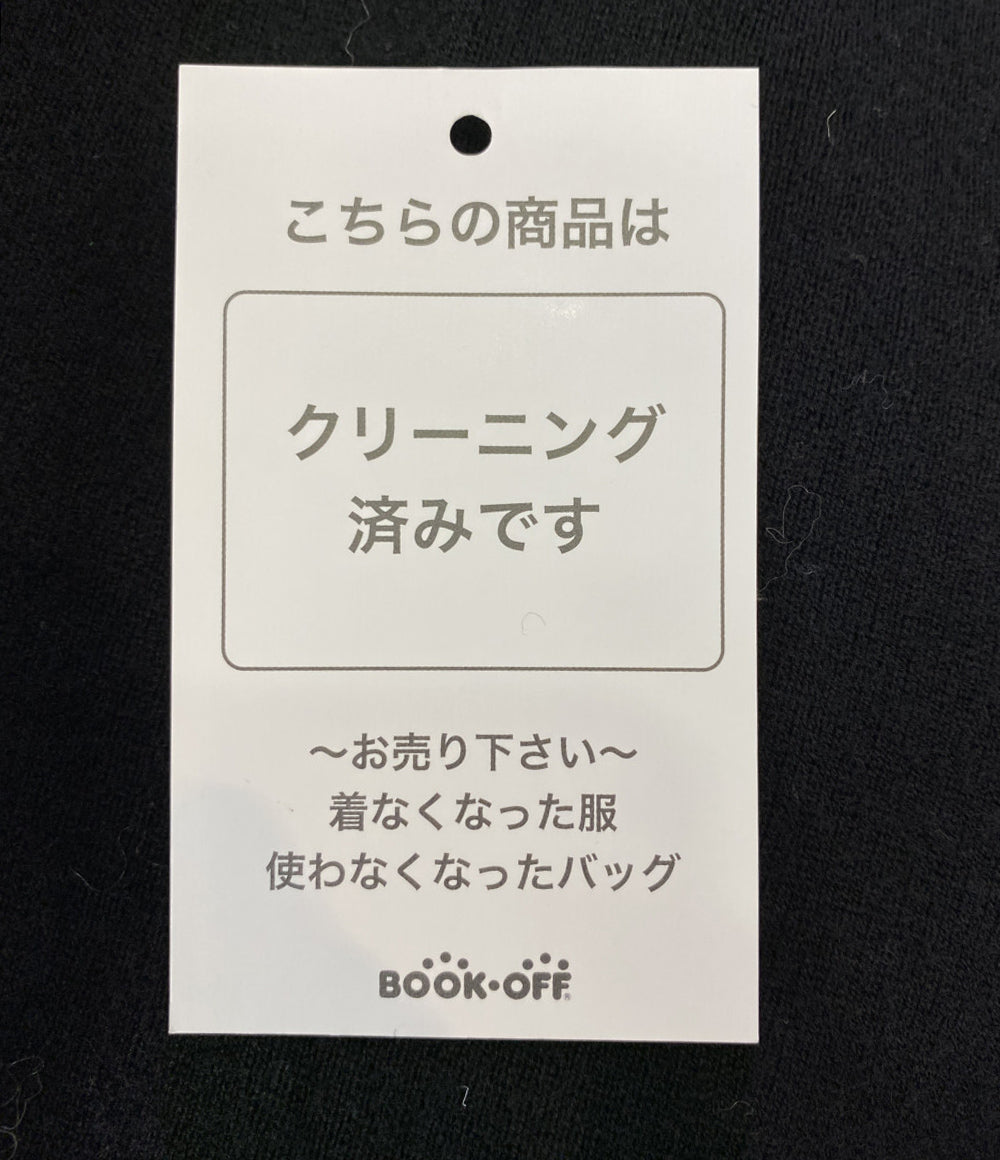 こちらの商品は
クリーニング
済みです
～お売り下さい～
着なくなった服
使わなくなったバッグ
BOOK・OFF®